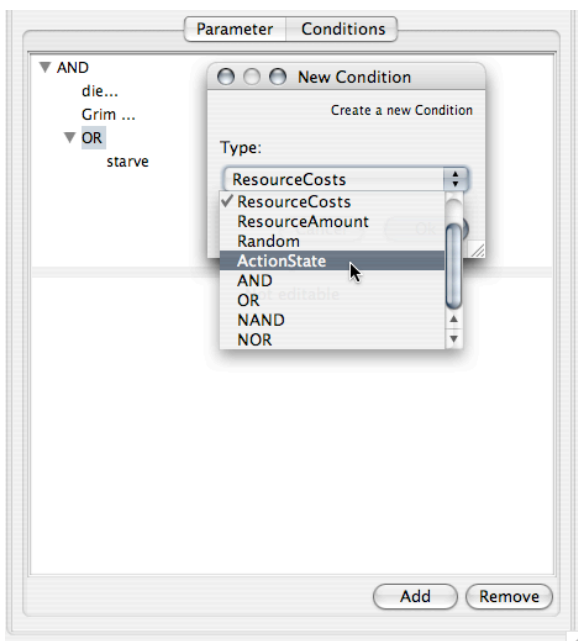 Parameter Conditions
AND
die...
Grim ...
OR
starve
New Condition
Create a new Condition
Type:
ResourceCosts
ResourceCosts
ResourceAmount
Random
ActionState
AND
OR
NAND
NOR
editable
Add Remove